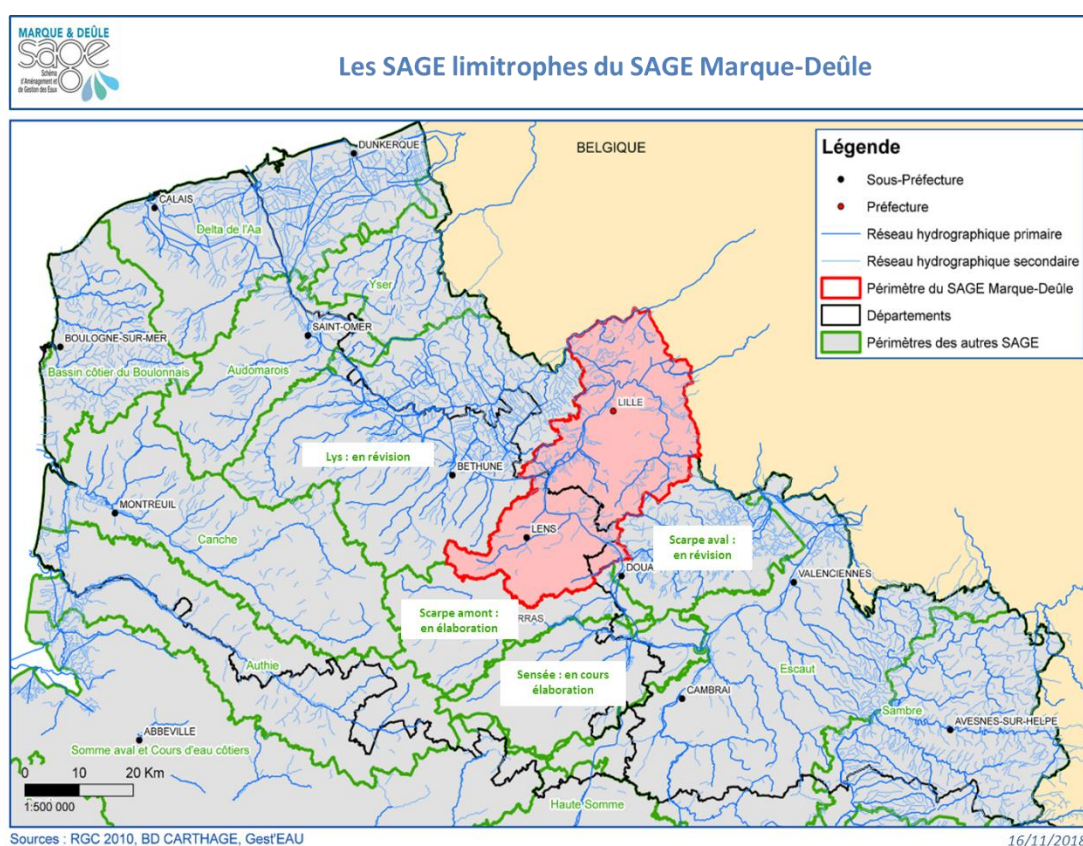 MARQUE & DEÛLE
sage
Schéma
d'Aménagement et
de Gestion des Eaux
Les SAGE limitrophes du SAGE Marque-Deûle
BELGIQUE
DUNKERQUE
CALAIS
Delta de l'Aa
Yser
SAINT-OMER
BOULOGNE-SUR-MER
Bassin côtier du Boulonnais
Audomarois
LILLE
Lys : en révision
BETHUNE
MONTREUIL
Canche
LENS
Scarpe aval :
en révision
DOUA
VALENCIENNES
Scarpe amont :
en élaboration
RRAS
Authie
Sensée : en cours
élaboration
Escaut
CAMBRAI
Sambre
AVESNES-SUR-HELPE
ABBEVILLE
Somme aval et Cours d'eau côtiers
Haute Somme
0 10 20 Km
1:500 000
Légende
Sous-Préfecture
Préfecture
Réseau hydrographique primaire
Réseau hydrographique secondaire
Périmètre du SAGE Marque-Deûle
Départements
Périmètres des autres SAGE
Sources : RGC 2010, BD CARTHAGE, Gest'EAU
16/11/2018